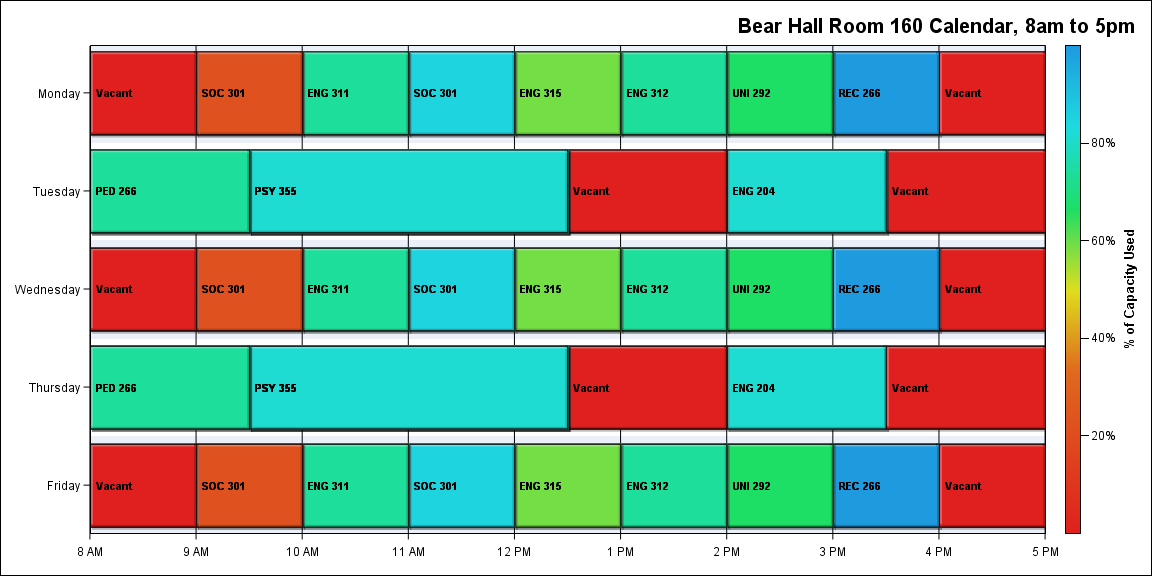 Bear Hall Room 160 Calendar, 8am to 5pm
Monday
Vacant
SOC 301
ENG 311
SOC 301
ENG 315
ENG 312
UNI 292
REC 266
Vacant
Tuesday
PED 266
PSY 355
Vacant
ENG 204
Vacant
Wednesday
Vacant
SOC 301
ENG 311
SOC 301
ENG 315
ENG 312
UNI 292
REC 266
Vacant
Thursday
PED 266
PSY 355
Vacant
ENG 204
Vacant
Friday
Vacant
SOC 301
ENG 311
SOC 301
ENG 315
ENG 312
UNI 292
REC 266
Vacant
8 AM
9 AM
10 AM
11 AM
12 PM
1 PM
2 PM
3 PM
4 PM
5 PM
80%
60%
40%
20%
% of Capacity Used